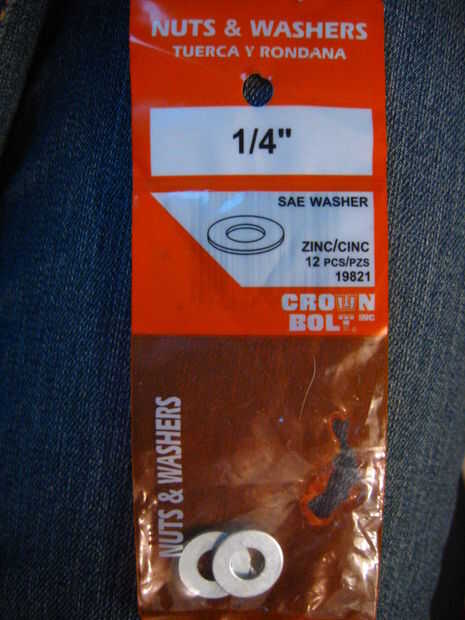 NUTS & WASHERS
TUERCA Y RONDANA
1/4"
SAE WASHER
ZINC/CINC
12 PCS/PZS
19821
CROWN
BOLT INC
NUTS & WASHERS